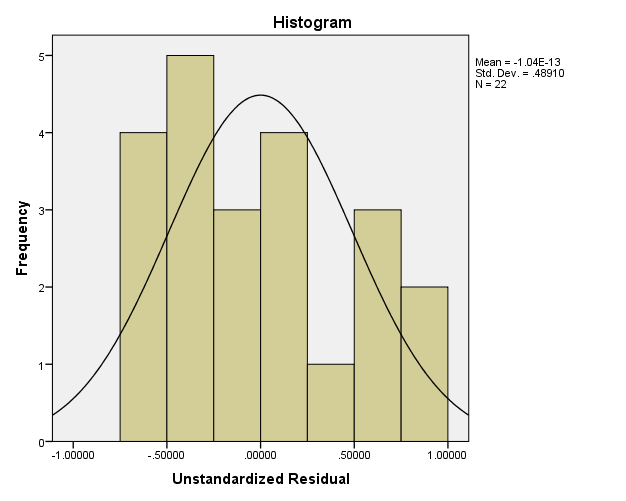 Histogram
Mean = -1.04E-13
Std. Dev. = .48910
N = 22
5
4
3
2
1
0
Frequency
-1.00000 -.50000 .00000 .50000 1.00000
Unstandardized Residual